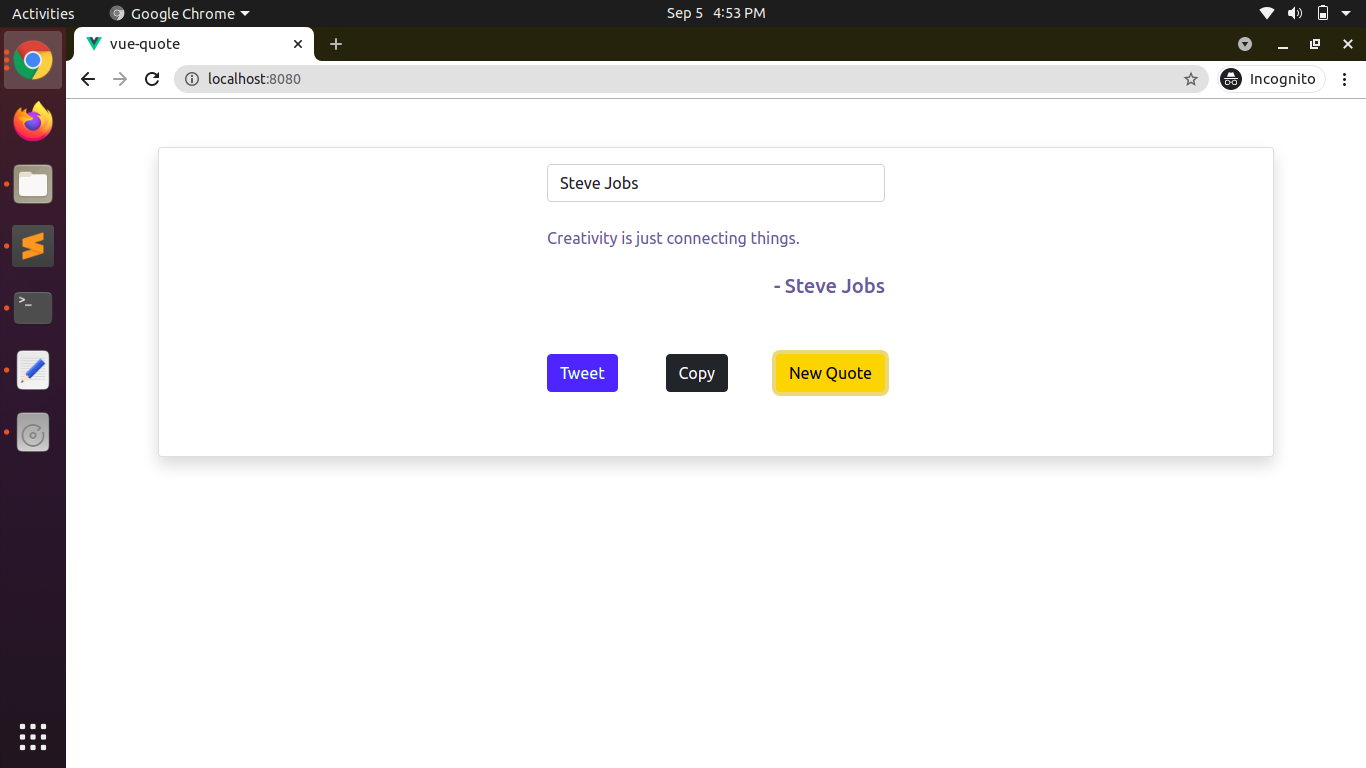 Activities Google Chrome Sep 5 4:53 PM
vue-quote
localhost:8080 Incognito
Steve Jobs
Creativity is just connecting things.
- Steve Jobs
Tweet Copy New Quote